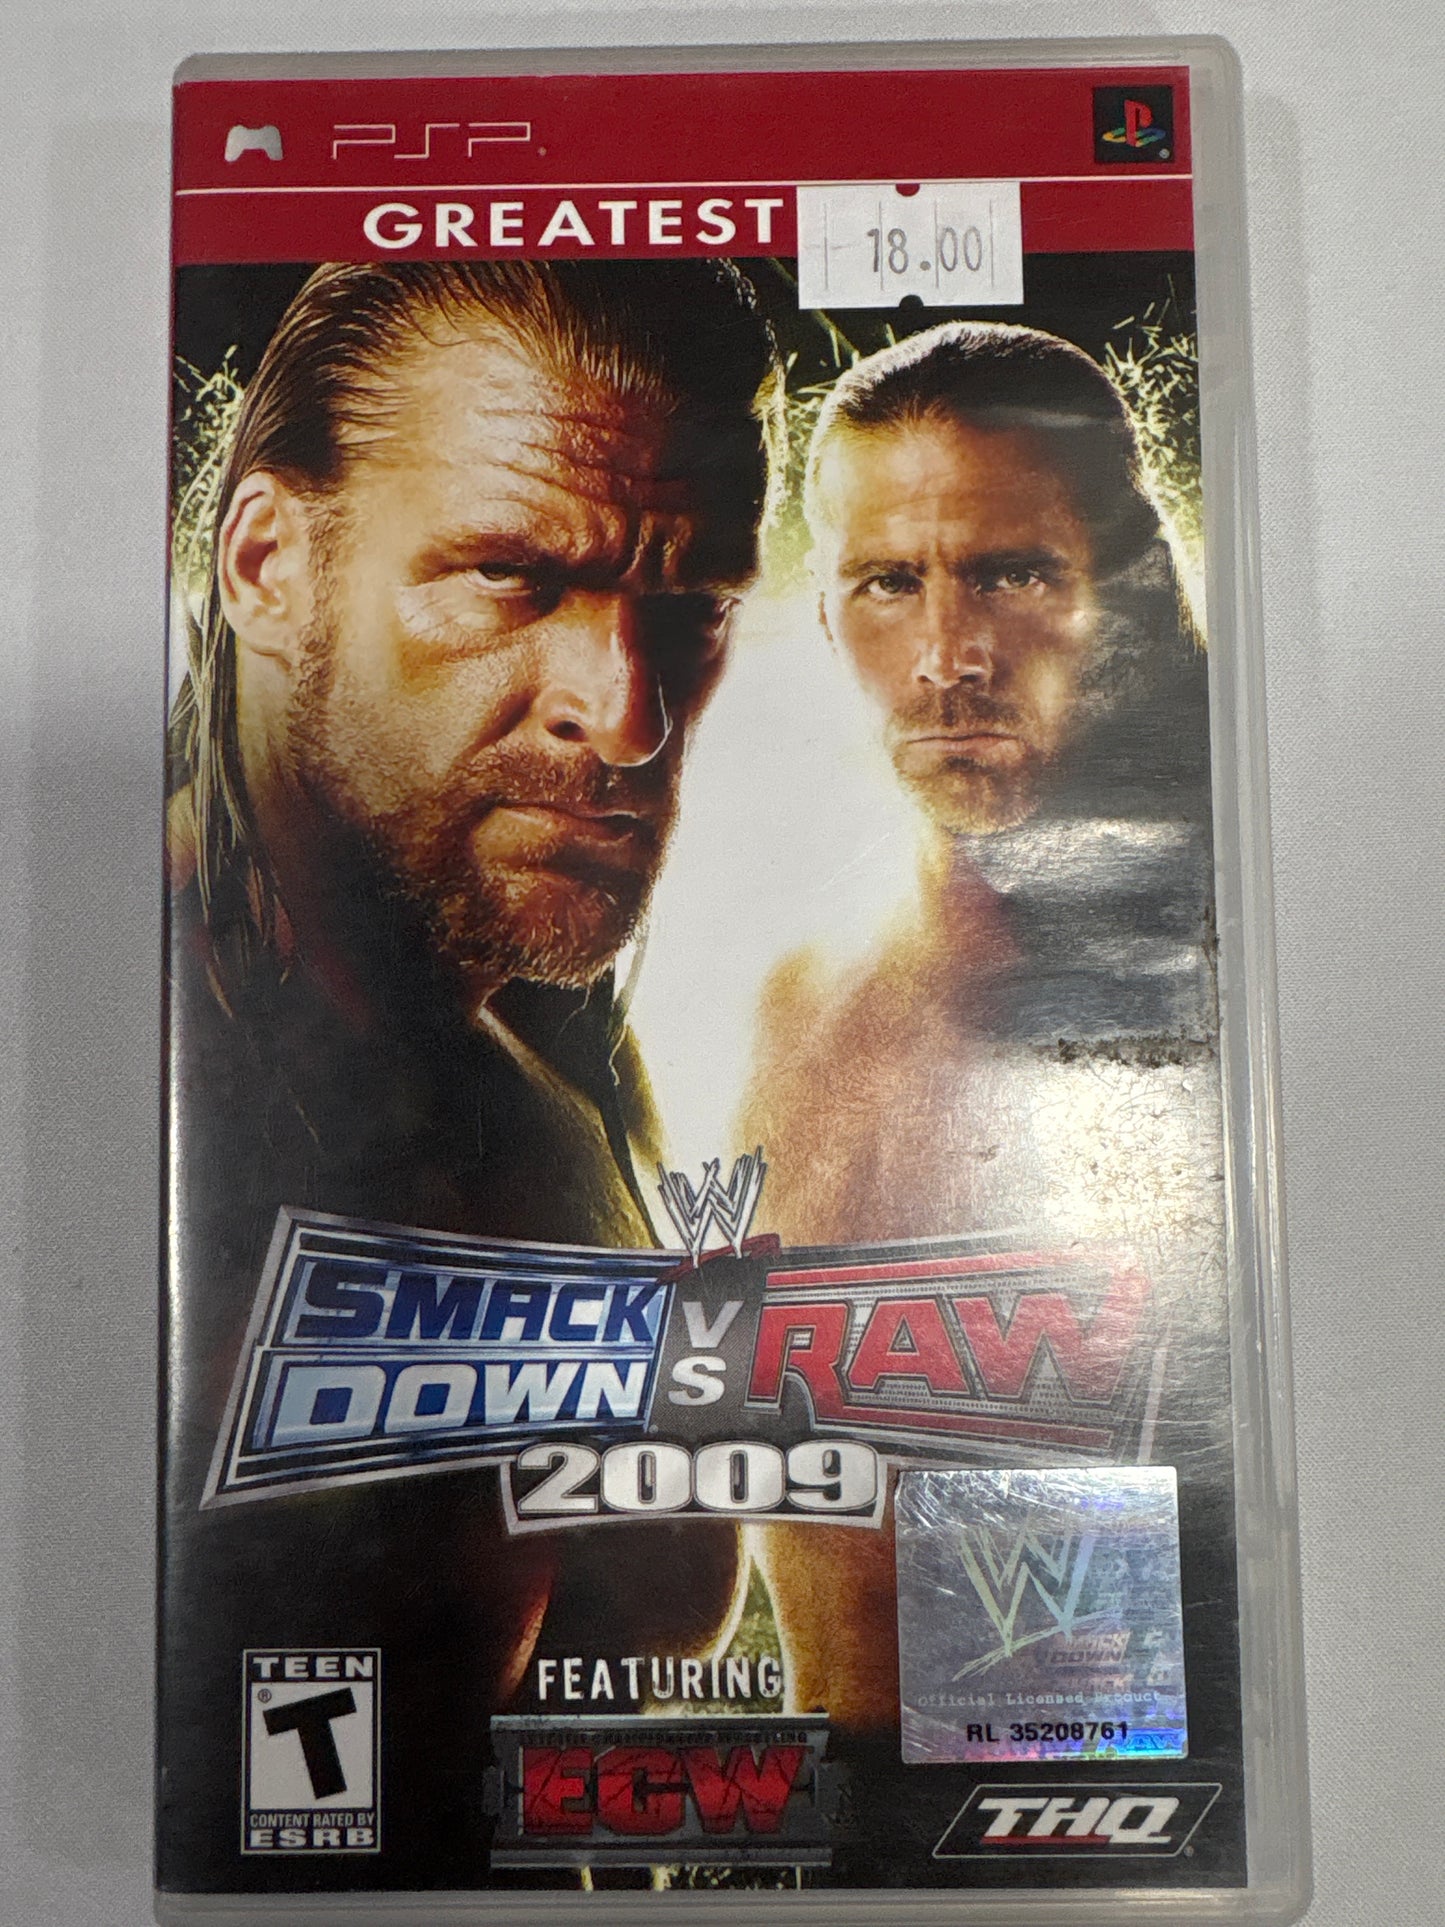 PSP
GREATEST
18.00
W
SMACK
DOWN
VS
RAW
2009
FEATURING
ECW
TEEN
T
CONTENT RATED BY
ESRB
Official Licensed Product
RL 35208761
THQ